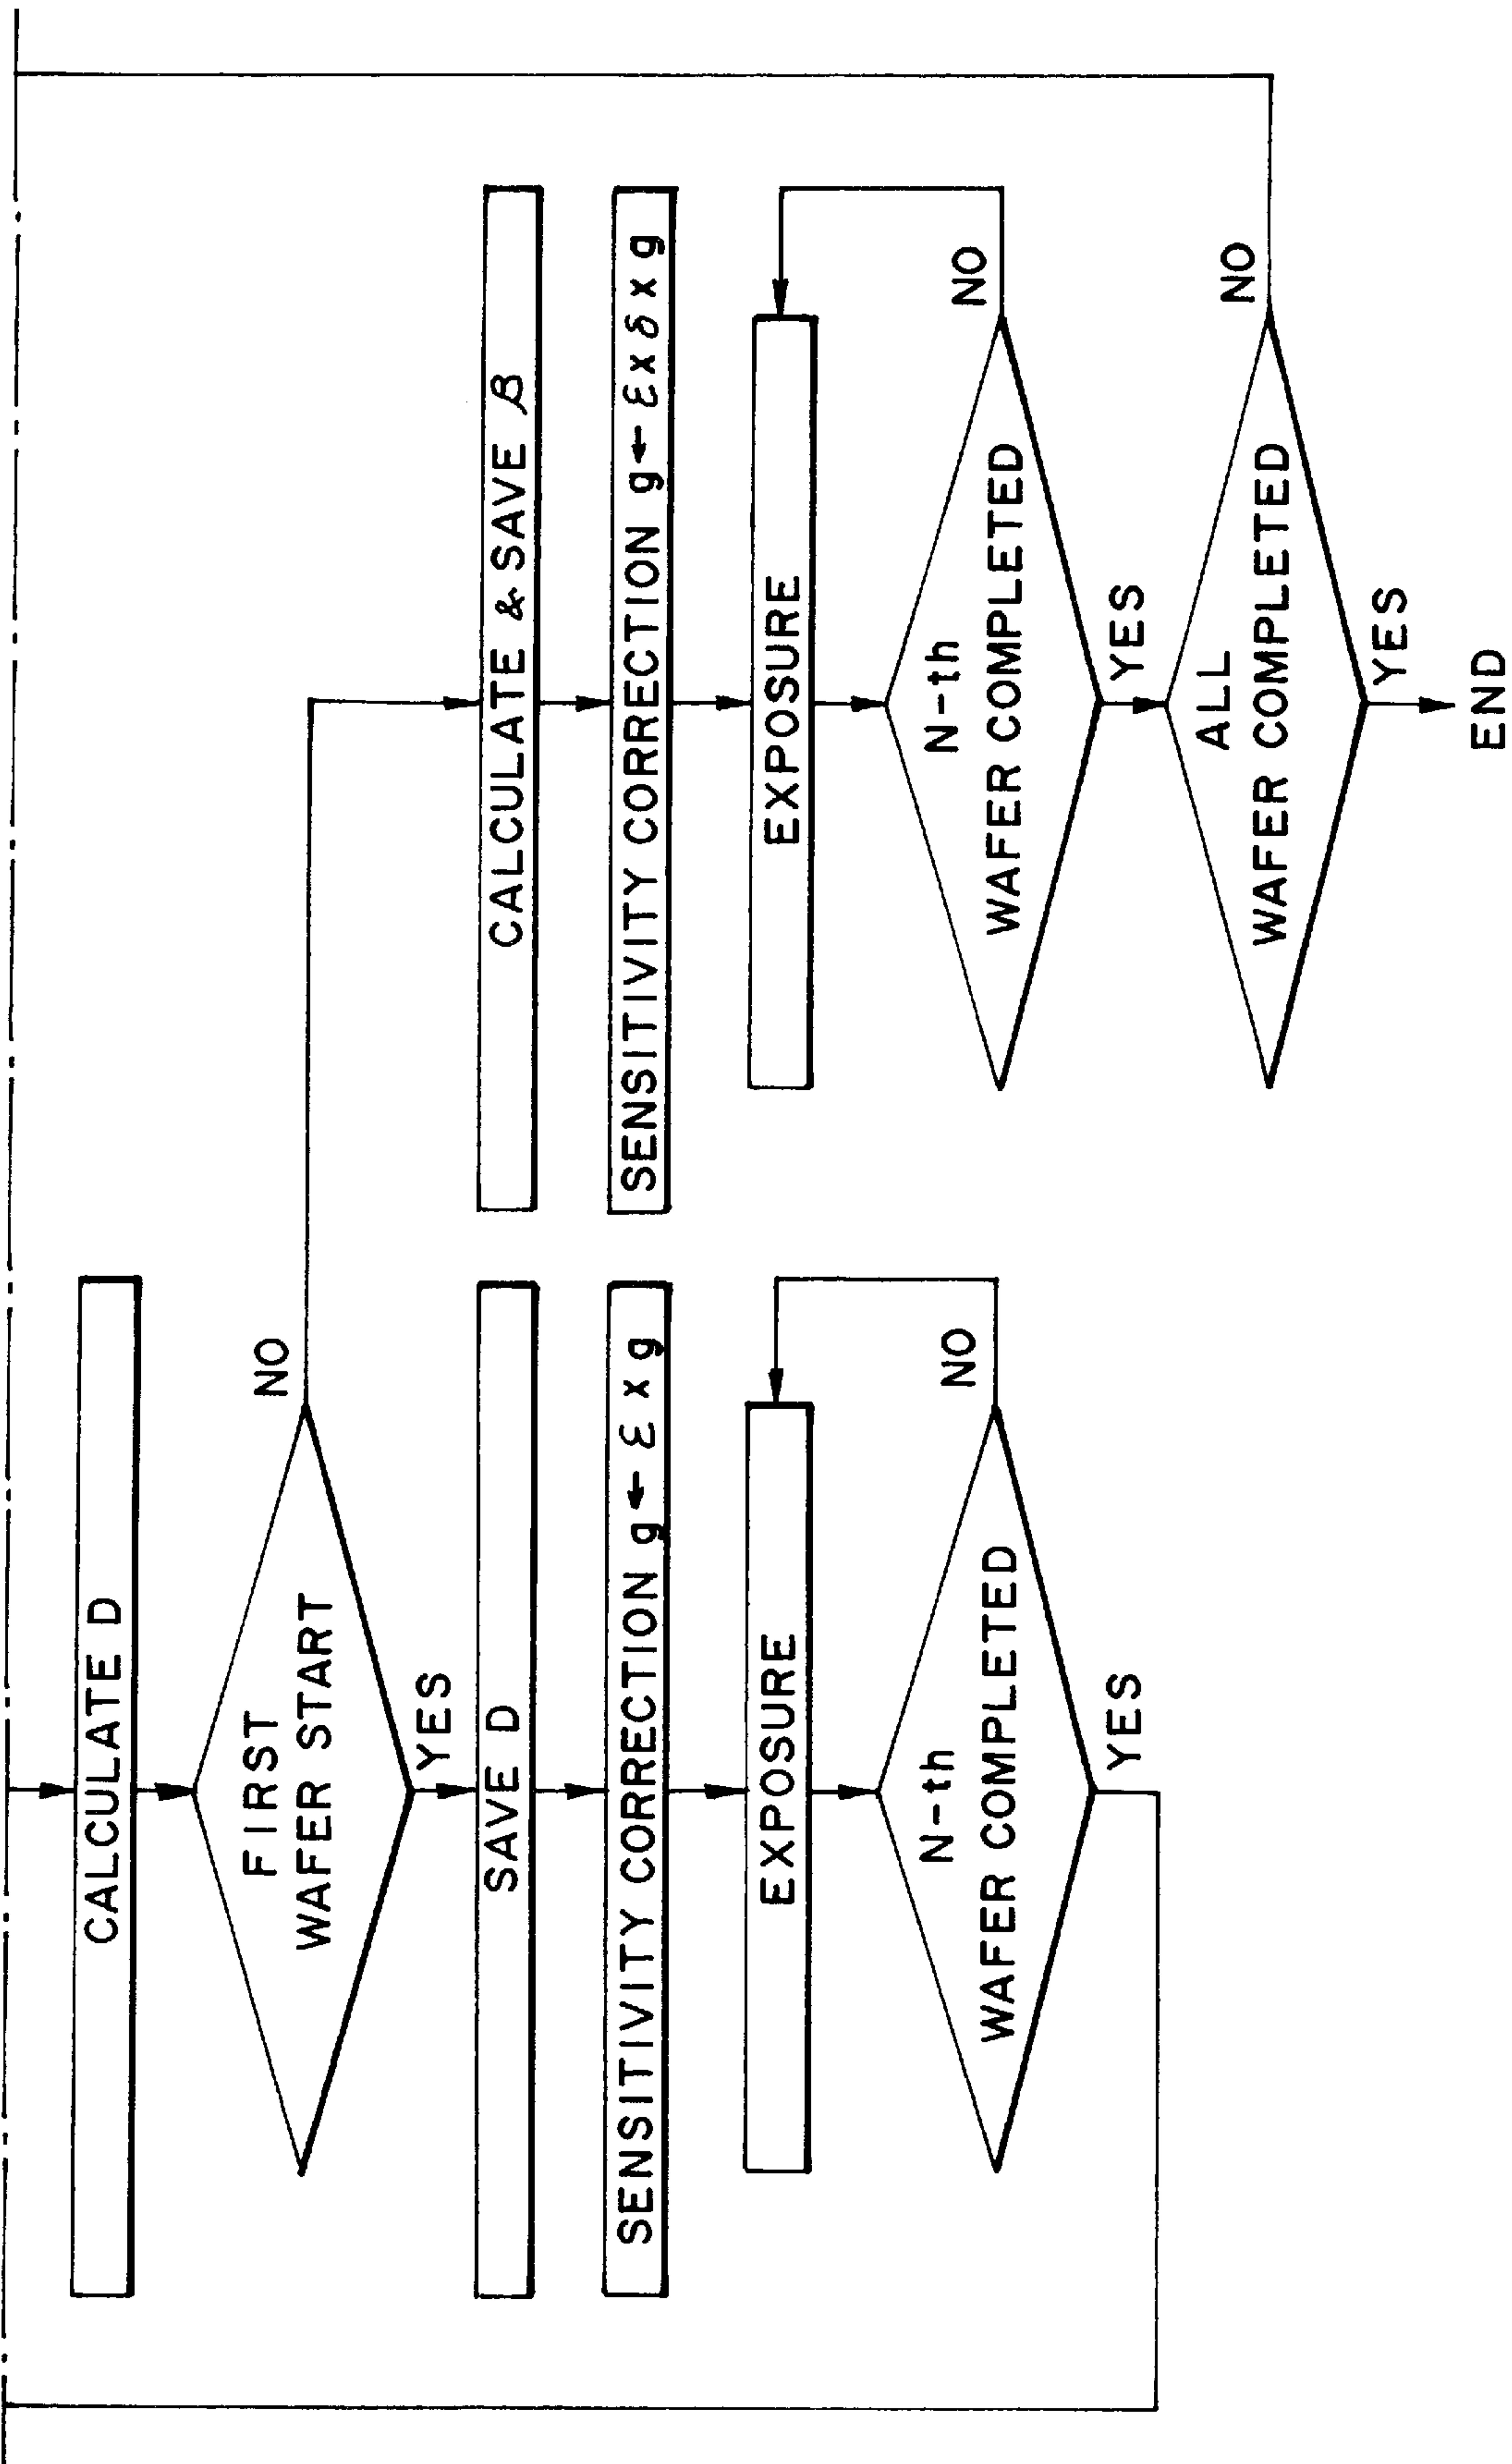 CALCULATE D
FIRST
WAFER START
NO
YES
SAVE D
SENSITIVITY CORRECTION g ← ε x g
EXPOSURE
N-th
WAFER COMPLETED
NO
YES
CALCULATE & SAVE β
SENSITIVITY CORRECTION g ← ε x δ x g
EXPOSURE
N-th
WAFER COMPLETED
NO
YES
ALL
WAFER COMPLETED
NO
YES
END